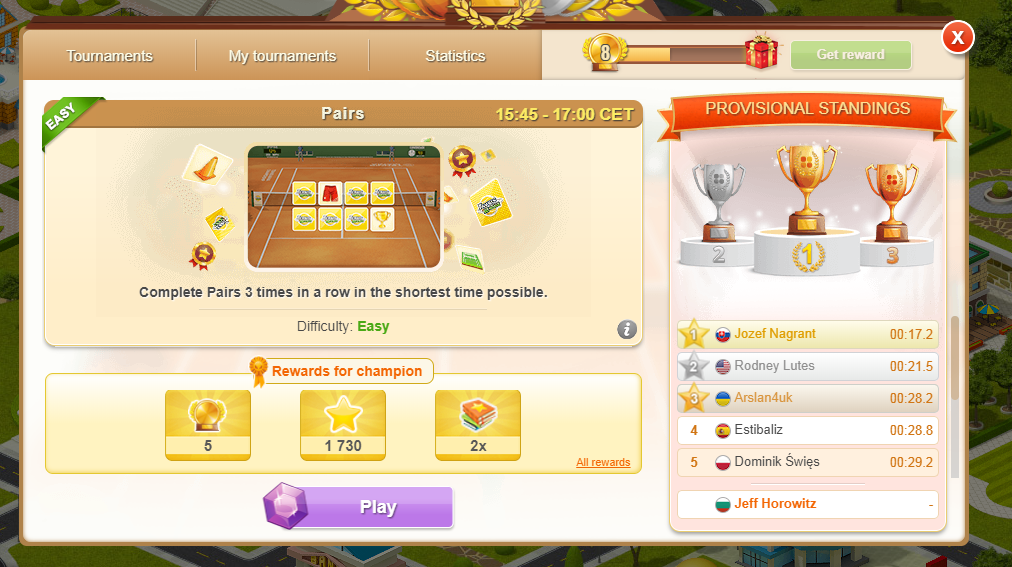 Tournaments
My tournaments
Statistics
8
Get reward
X
EASY
Pairs
15:45 - 17:00 CET
Complete Pairs 3 times in a row in the shortest time possible.
Difficulty: Easy
i
Rewards for champion
5
1 730
2x
All rewards
Play
PROVISIONAL STANDINGS
2
1
3
1 Jozef Nagrant 00:17.2
2 Rodney Lutes 00:21.5
3 Arslan4uk 00:28.2
4 Estibaliz 00:28.8
5 Dominik Święs 00:29.2
Jeff Horowitz -